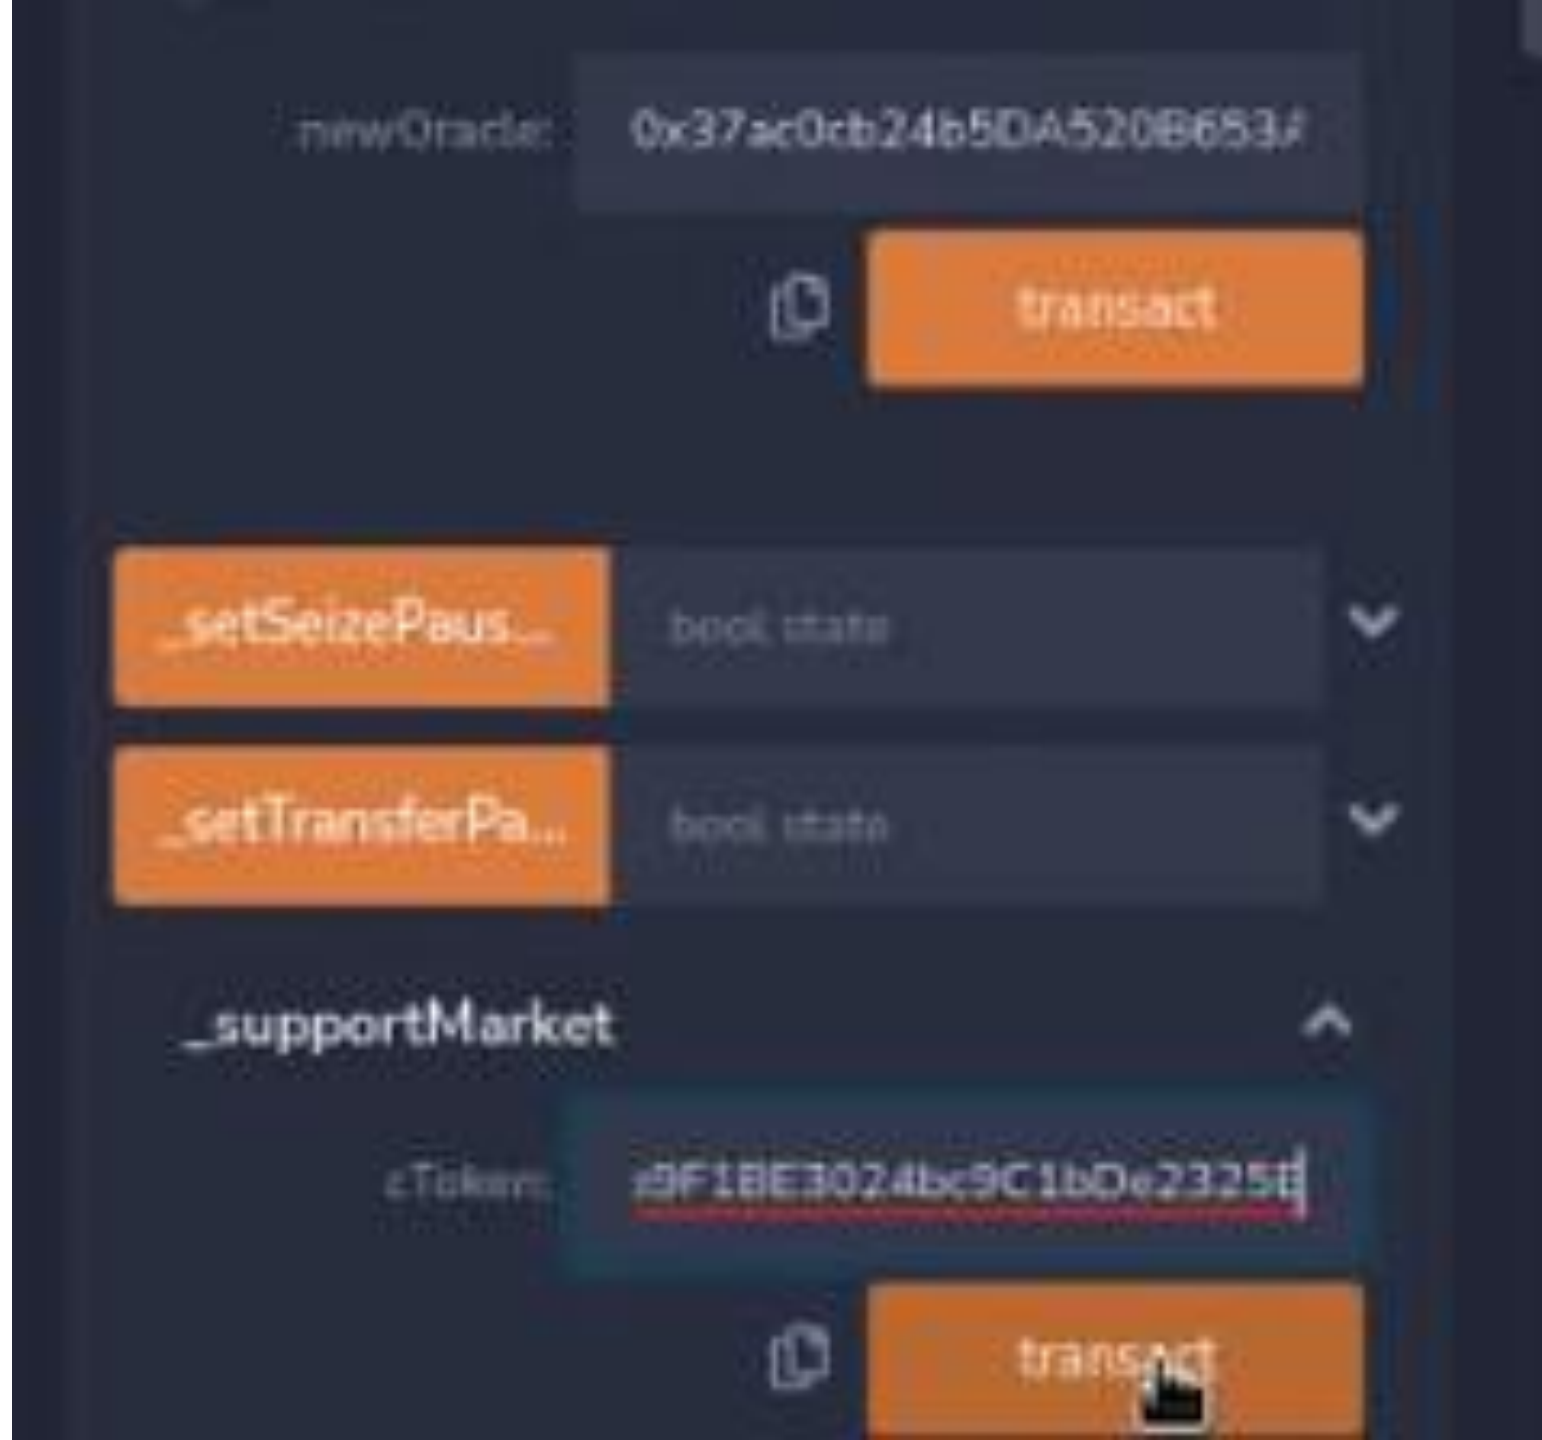 newOracle:
0x37ac0cb24b5DA520B653
transact
_setSeizePaus...
bool state
_setTransferPa...
bool state
_supportMarket
cToken:
9F1BE3024bc9C1bDe2325
transact